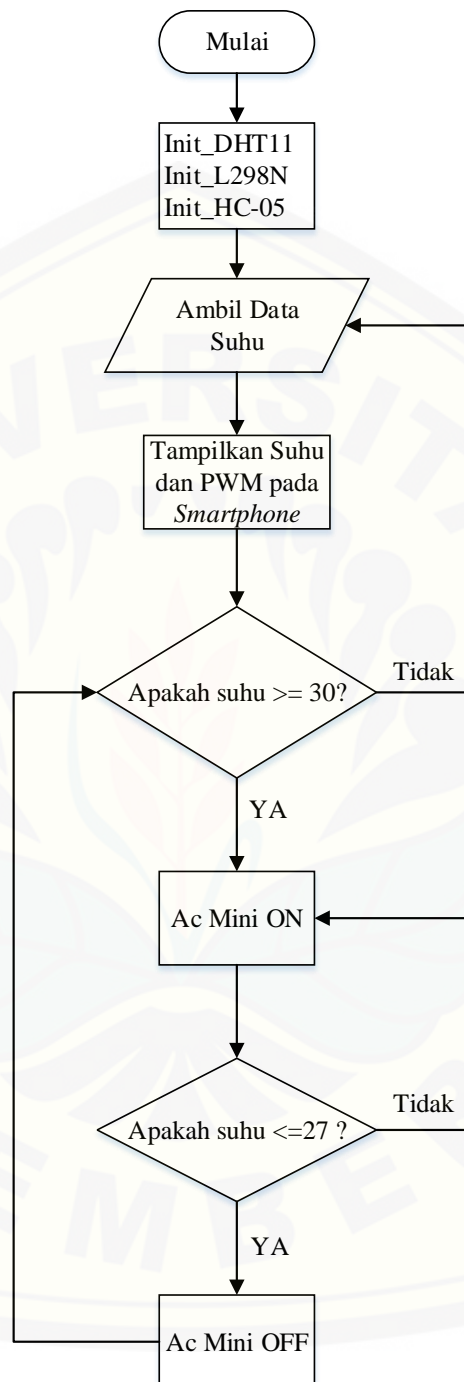 Mulai
Init_DHT11
Init_L298N
Init_HC-05
Ambil Data
Suhu
Tampilkan Suhu
dan PWM pada
Smartphone
Apakah suhu >= 30?
Tidak
YA
Ac Mini ON
Apakah suhu <=27 ?
Tidak
YA
Ac Mini OFF